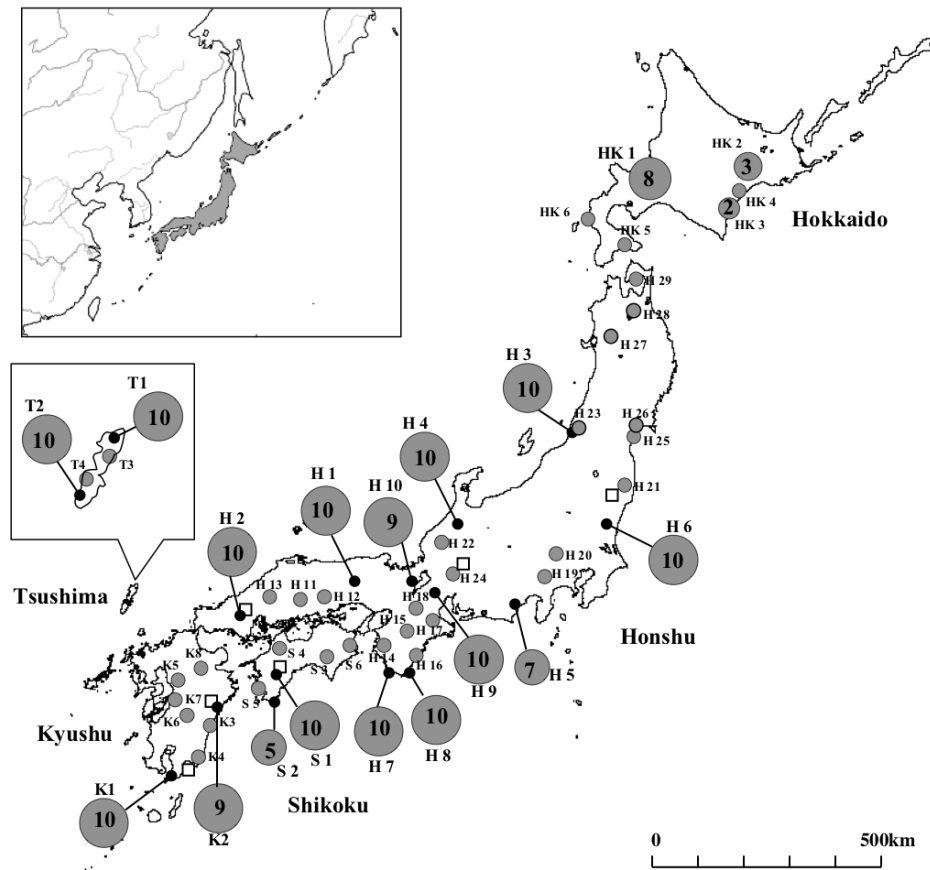 HK 2
HK 1
3
8
HK 4
2
HK 3
Hokkaido
HK 6
HK 5
H 29
H 28
H 27
H 3
10
T1
T2
10
10
T3
T4
H 23
H 26
H 25
H 4
10
H 1
H 10
10
9
H 2
10
H 21
H 6
10
H 22
H 20
H 24
H 19
Tsushima
H 13
H 11
H 12
H 18
H 15
H 17
Honshu
S 4
S 6
S 3
H 14
H 16
10
H 9
7
H 5
K8
K5
S 5
K7
K6
K3
Kyushu
10
S 1
10
H 7
10
H 8
5
S 2
K4
K1
10
9
K2
Shikoku
0
500km